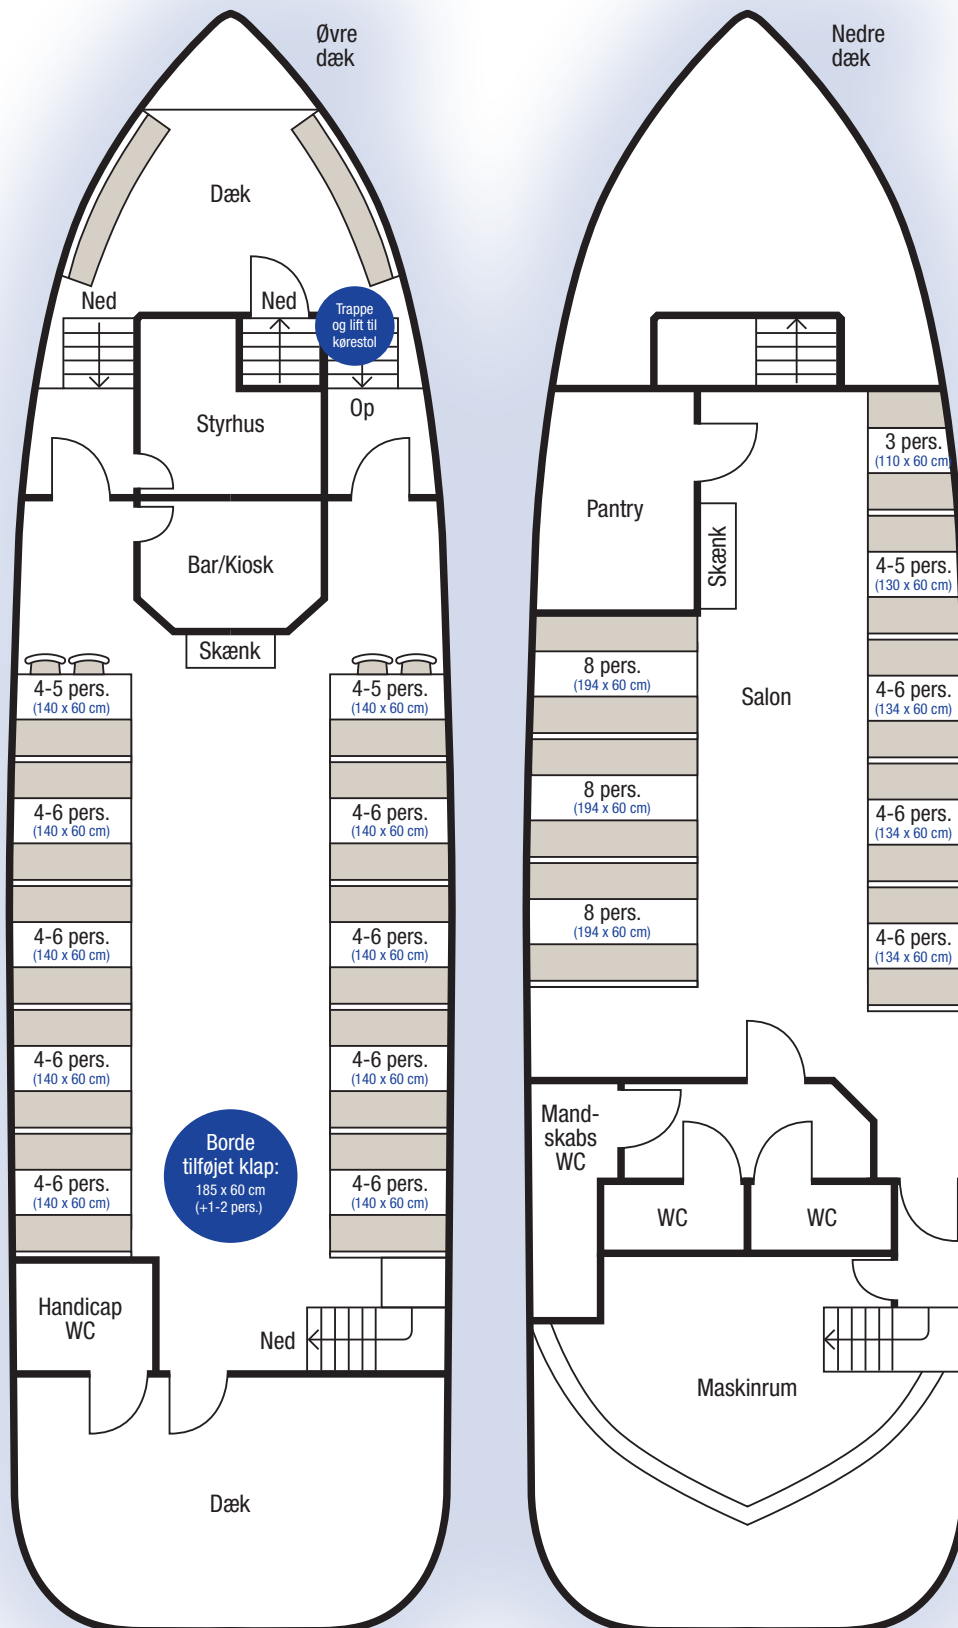 Øvre
dæk
Dæk
Ned
Ned
Trappe
og lift til
kørestol
Op
Styrhus
Bar/Kiosk
Skænk
4-5 pers.
(140 x 60 cm)
4-5 pers.
(140 x 60 cm)
4-6 pers.
(140 x 60 cm)
4-6 pers.
(140 x 60 cm)
4-6 pers.
(140 x 60 cm)
4-6 pers.
(140 x 60 cm)
4-6 pers.
(140 x 60 cm)
4-6 pers.
(140 x 60 cm)
4-6 pers.
(140 x 60 cm)
4-6 pers.
(140 x 60 cm)
Borde
tilføjet klap:
185 x 60 cm
(+1-2 pers.)
Handicap
WC
Ned
Dæk
Nedre
dæk
Pantry
Skænk
Salon
3 pers.
(110 x 60 cm)
4-5 pers.
(130 x 60 cm)
4-6 pers.
(134 x 60 cm)
4-6 pers.
(134 x 60 cm)
4-6 pers.
(134 x 60 cm)
8 pers.
(194 x 60 cm)
8 pers.
(194 x 60 cm)
8 pers.
(194 x 60 cm)
Mand-
skabs
WC
WC
WC
Maskinrum